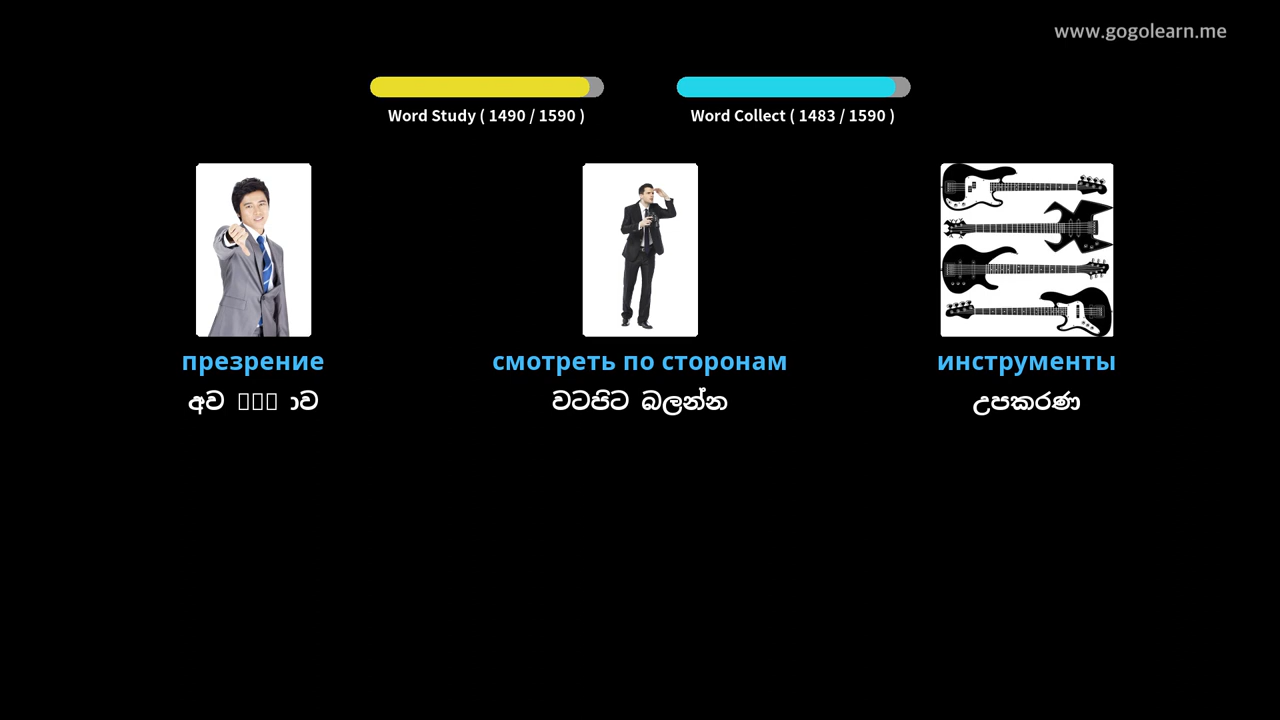 www.gogolearn.me
Word Study ( 1490 / 1590 )
Word Collect ( 1483 / 1590 )
презрение
смотреть по сторонам
инструменты
වටපිට බලන්න
උපකරණ